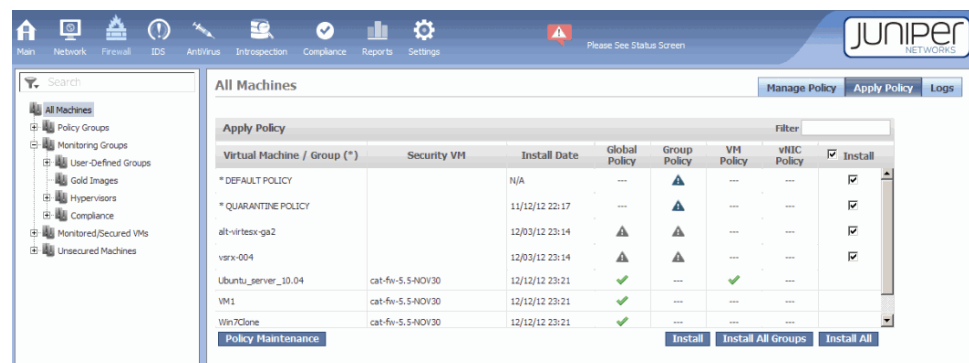 Main Network Firewall IDS AntiVirus Introspection Compliance Reports Settings
Please See Status Screen
JUNIPER
NETWORKS
Search
All Machines
Policy Groups
Monitoring Groups
User-Defined Groups
Gold Images
Hypervisors
Compliance
Monitored/Secured VMs
Unsecured Machines
All Machines
Manage Policy Apply Policy Logs
Apply Policy Filter
Virtual Machine / Group (*) Security VM Install Date Global Policy Group Policy VM Policy vNIC Policy Install
* DEFAULT POLICY N/A --- --- ---
* QUARANTINE POLICY 11/12/12 22:17 --- --- ---
alt-virtesx-ga2 12/03/12 23:14 --- ---
vsrx-004 12/03/12 23:14 --- ---
Ubuntu_server_10.04 cat-fw-5.5-NOV30 12/12/12 23:21 --- ---
VM1 cat-fw-5.5-NOV30 12/12/12 23:21 --- --- ---
Win7Clone cat-fw-5.5-NOV30 12/12/12 23:21 --- --- ---
Policy Maintenance Install Install All Groups Install All